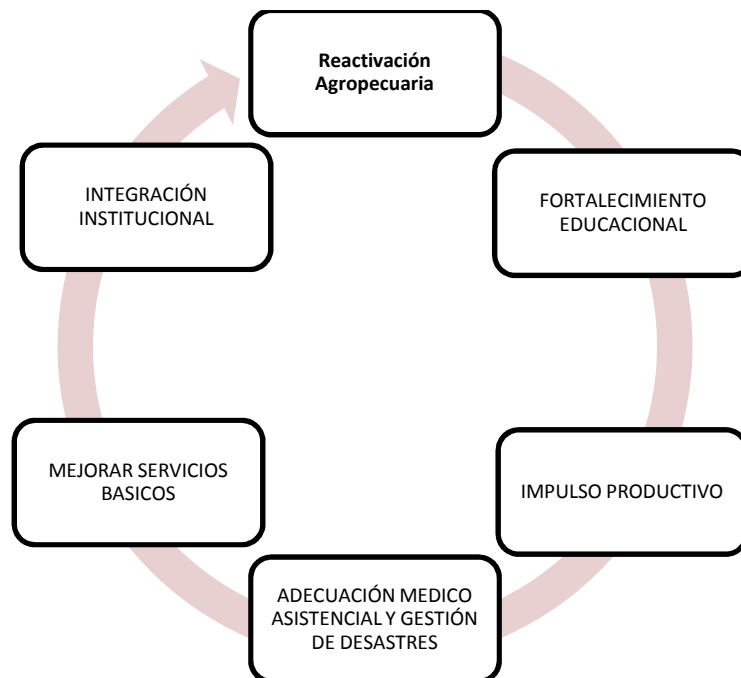 Reactivación
Agropecuaria
FORTALECIMIENTO
EDUCACIONAL
IMPULSO PRODUCTIVO
ADECUACIÓN MEDICO
ASISTENCIAL Y GESTIÓN
DE DESASTRES
MEJORAR SERVICIOS
BASICOS
INTEGRACIÓN
INSTITUCIONAL